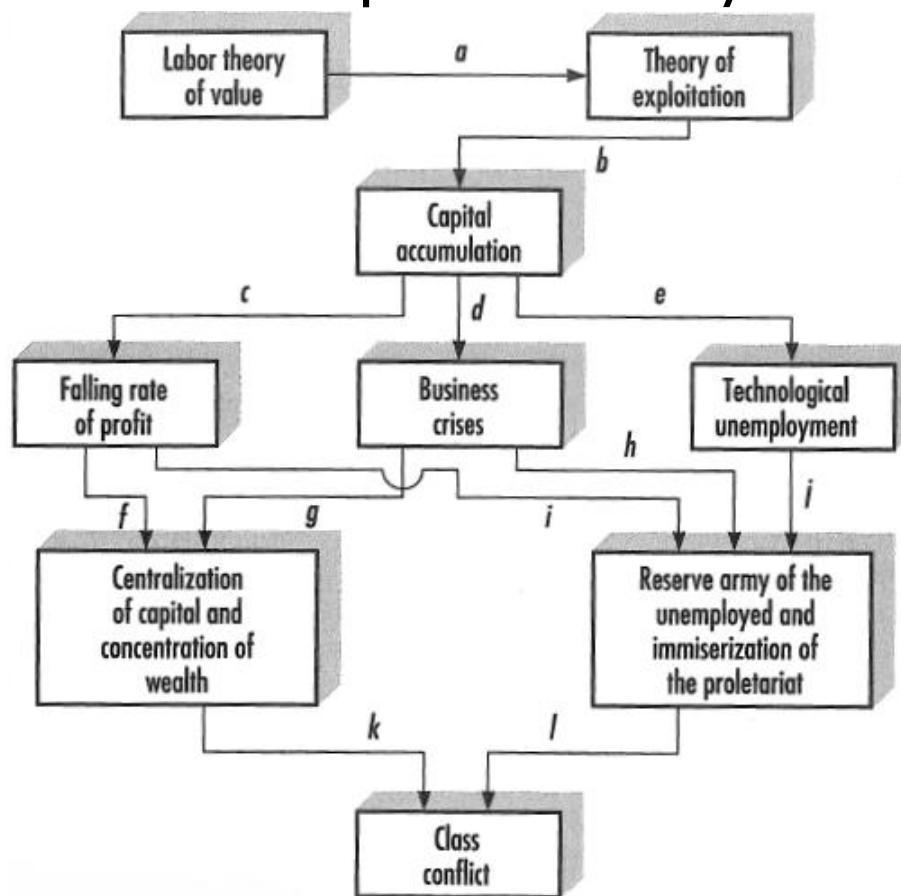 Labor theory
of value
a
Theory of
exploitation
b
Capital
accumulation
c
d
e
Falling rate
of profit
Business
crises
Technological
unemployment
h
f
g
i
j
Centralization
of capital and
concentration of
wealth
Reserve army of the
unemployed and
immiserization of
the proletariat
k
l
Class
conflict